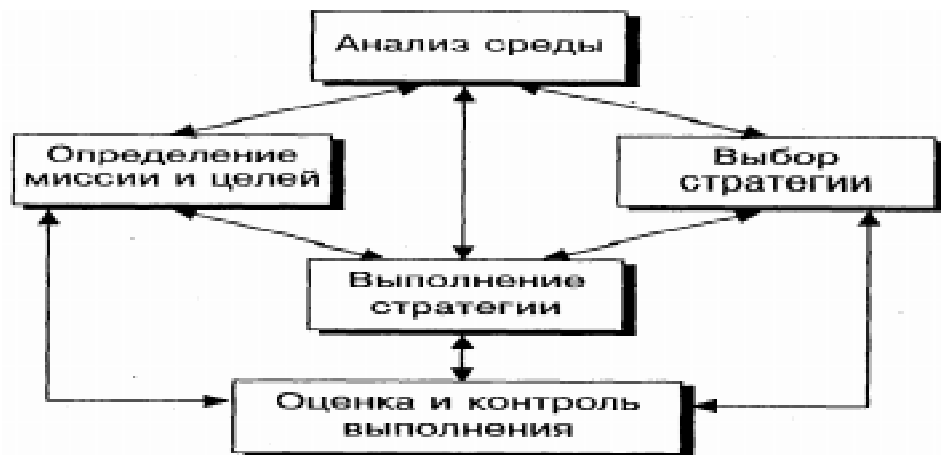 Анализ среды
Определение
миссии и целей
Выбор
стратегии
Выполнение
стратегии
Оценка и контроль
выполнения